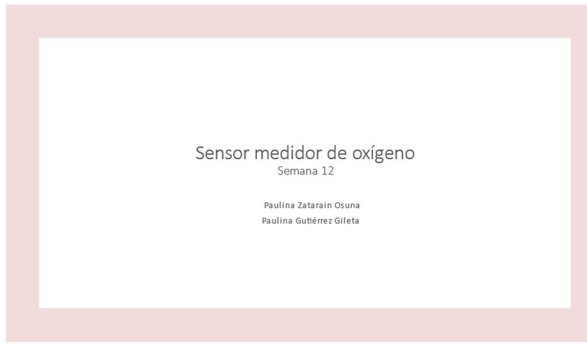 Sensor medidor de oxígeno
Semana 12
Paulina Zatarain Osuna
Paulina Gutiérrez Gileta